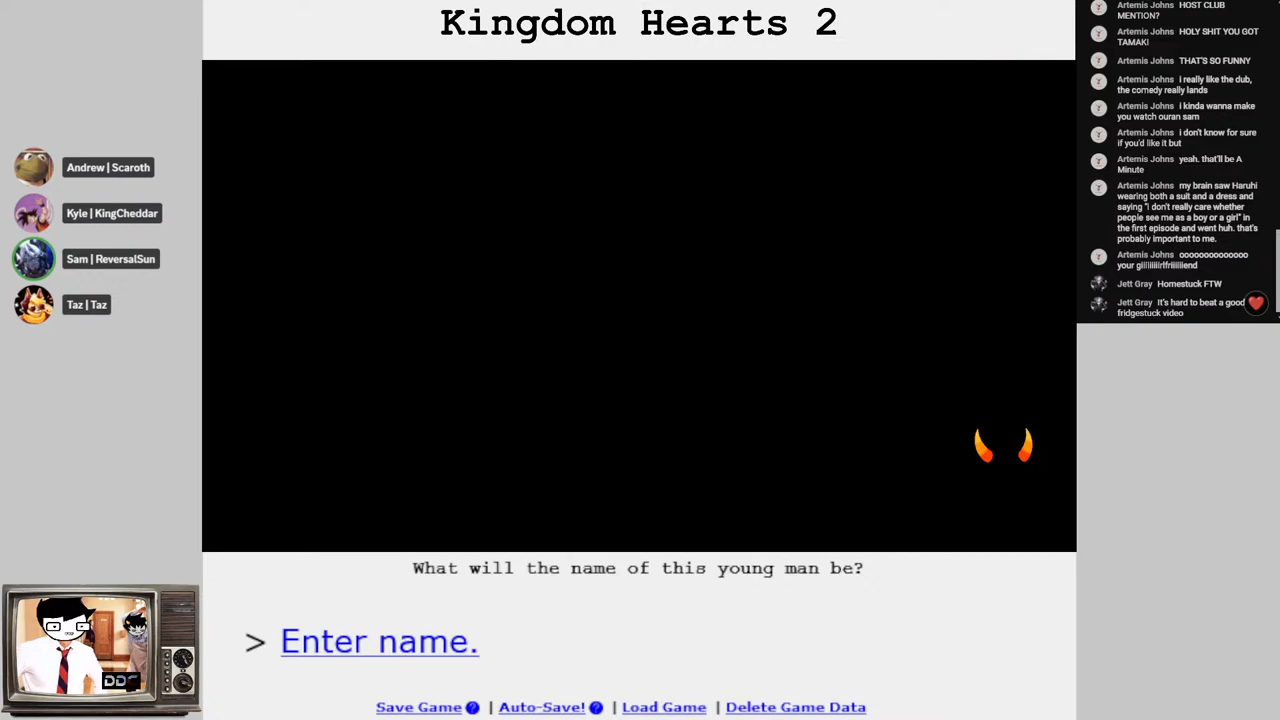 Kingdom Hearts 2
Andrew | Scaroth
Kyle | KingCheddar
Sam | ReversalSun
Taz | Taz
What will the name of this young man be?
> Enter name.
Save Game ? | Auto-Save! ? | Load Game | Delete Game Data
DDC
Artemis Johns HOST CLUB
MENTION?
Artemis Johns HOLY SHIT YOU GOT
TAMAKI
Artemis Johns THAT'S SO FUNNY
Artemis Johns i really like the dub,
the comedy really lands
Artemis Johns i kinda wanna make
you watch ouran sam
Artemis Johns i don't know for sure
if you'd like it but
Artemis Johns yeah. that'll be A
Minute
Artemis Johns my brain saw Haruhi
wearing both a suit and a dress and
saying "I don't really care whether
people see me as a boy or a girl" in
the first episode and went huh. that's
probably important to me.
Artemis Johns oooooooooooooo
Jett Gray Homestuck FTW
Jett Gray It's hard to beat a good
fridgestuck video